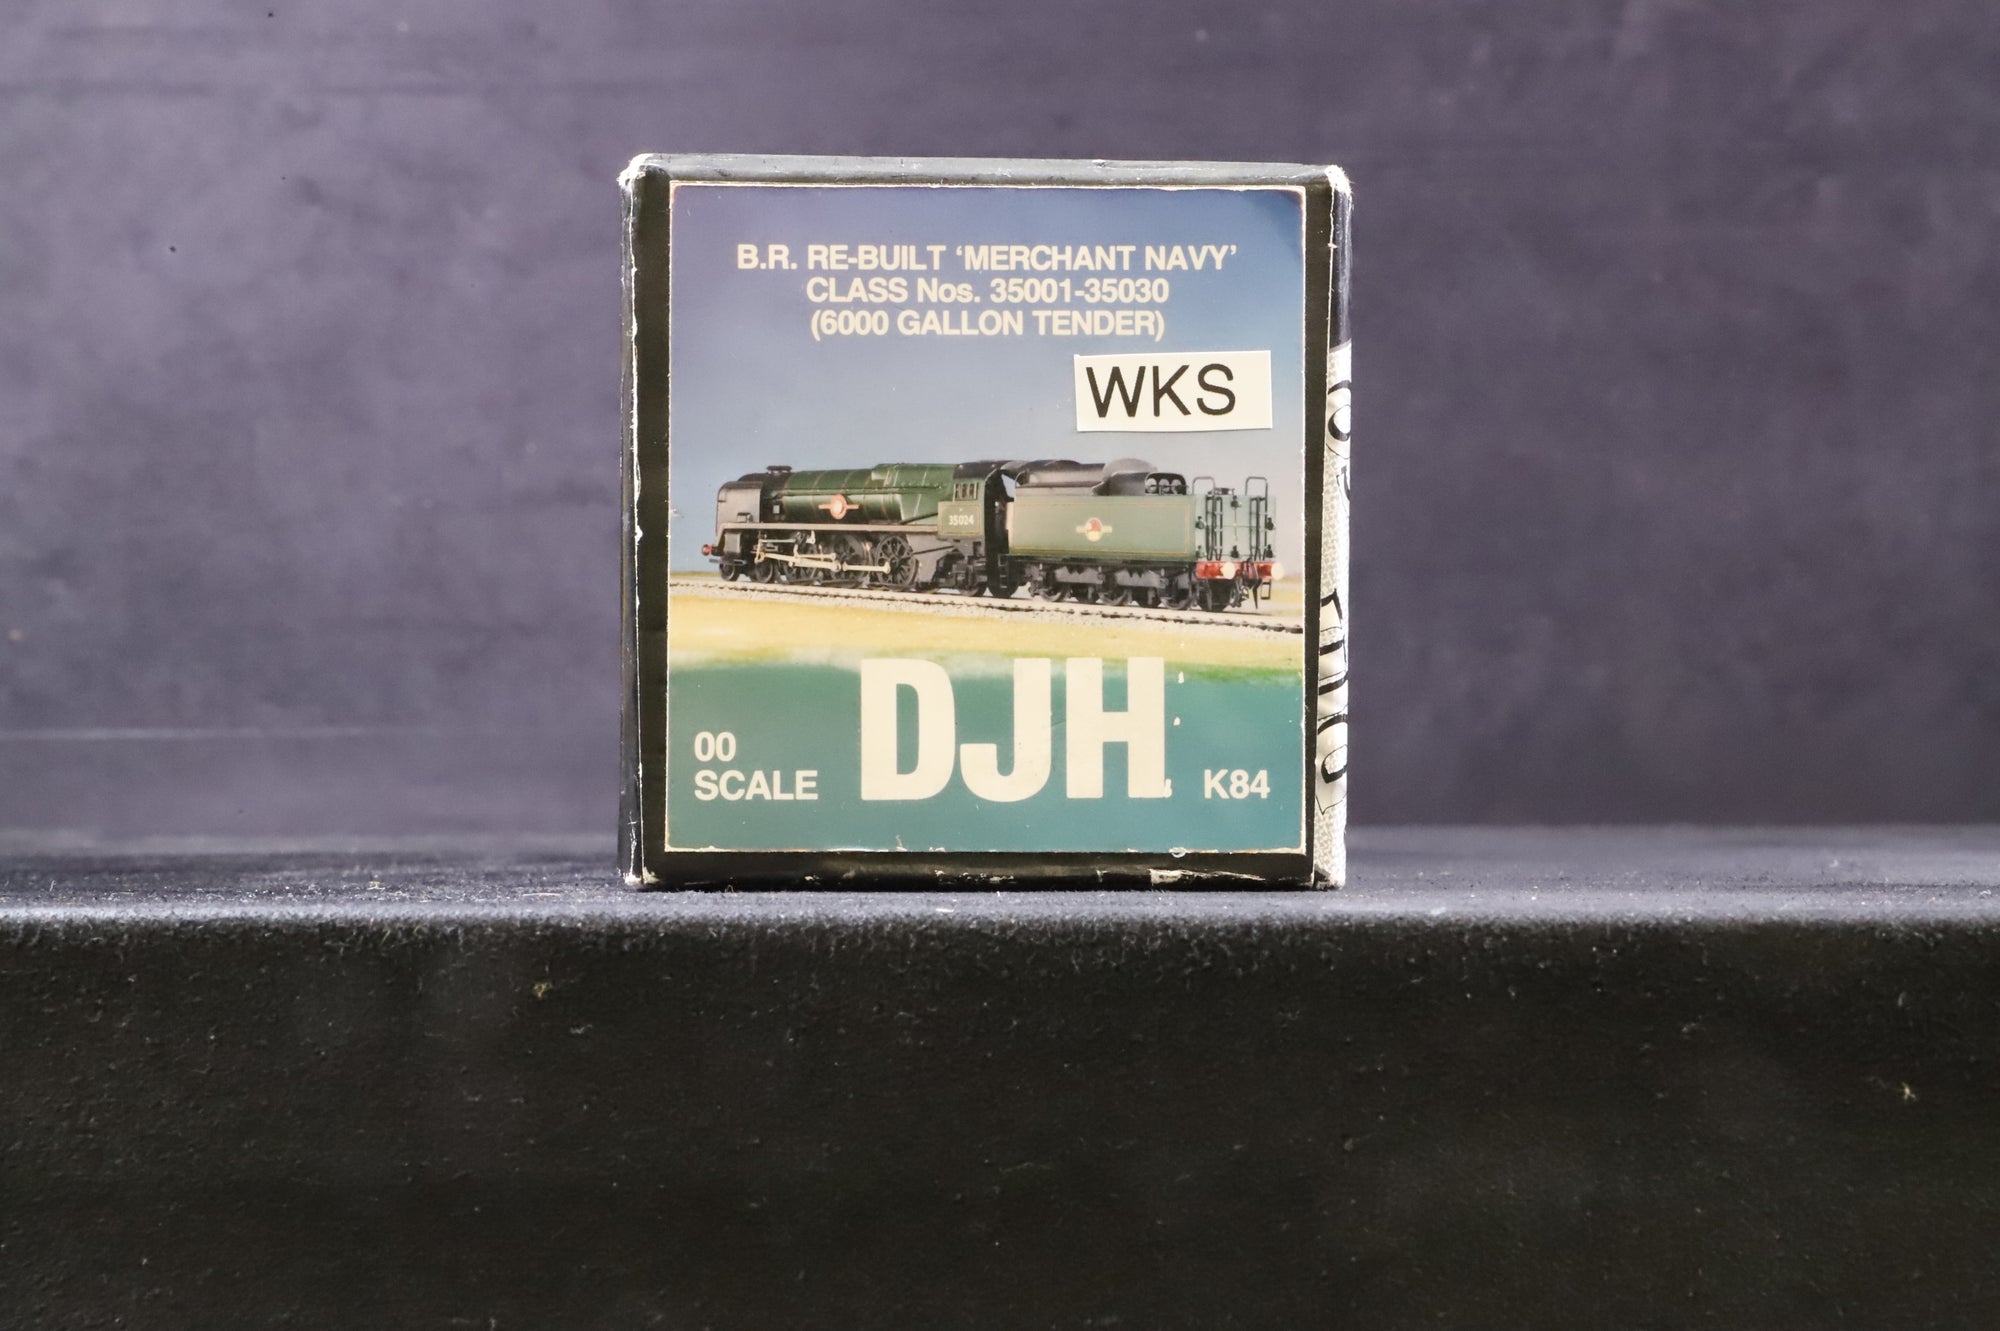 B.R. RE-BUILT ‘MERCHANT NAVY’
CLASS Nos. 35001-35030
(6000 GALLON TENDER)
WKS
35024
00
SCALE
DJH
K84